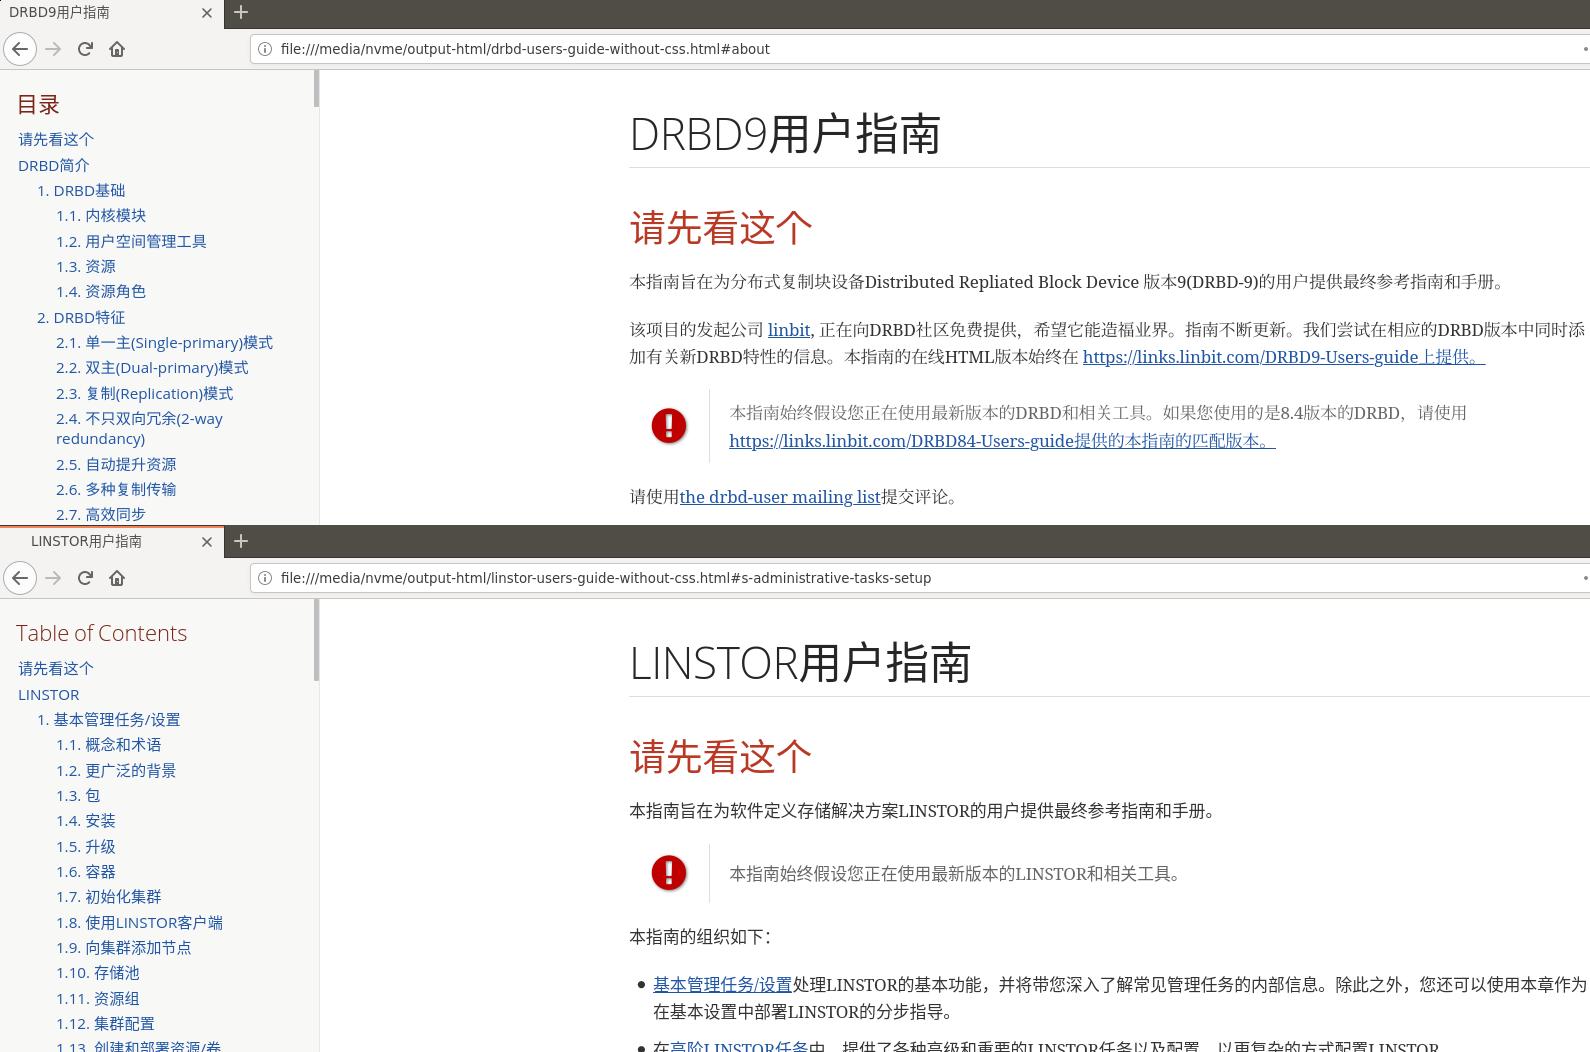 DRBD9用户指南
file:///media/nvme/output-html/drbd-users-guide-without-css.html#about
目录
请先看这个
DRBD简介
1. DRBD基础
1.1. 内核模块
1.2. 用户空间管理工具
1.3. 资源
1.4. 资源角色
2. DRBD特征
2.1. 单一主(Single-primary)模式
2.2. 双主(Dual-primary)模式
2.3. 复制(Replication)模式
2.4. 不只双向冗余(2-way
redundancy)
2.5. 自动提升资源
2.6. 多种复制传输
2.7. 高效同步
DRBD9用户指南
请先看这个
本指南旨在为分布式复制块设备Distributed Repliated Block Device 版本9(DRBD-9)的用户提供最终参考指南和手册。
该项目的发起公司 linbit, 正在向DRBD社区免费提供，希望它能造福业界。指南不断更新。我们尝试在相应的DRBD版本中同时添
加有关新DRBD特性的信息。本指南的在线HTML版本始终在 https://links.linbit.com/DRBD9-Users-guide上提供。
本指南始终假设您正在使用最新版本的DRBD和相关工具。如果您使用的是8.4版本的DRBD，请使用
https://links.linbit.com/DRBD84-Users-guide提供的本指南的匹配版本。
请使用the drbd-user mailing list提交评论。
LINSTOR用户指南
file:///media/nvme/output-html/linstor-users-guide-without-css.html#s-administrative-tasks-setup
Table of Contents
请先看这个
LINSTOR
1. 基本管理任务/设置
1.1. 概念和术语
1.2. 更广泛的背景
1.3. 包
1.4. 安装
1.5. 升级
1.6. 容器
1.7. 初始化集群
1.8. 使用LINSTOR客户端
1.9. 向集群添加节点
1.10. 存储池
1.11. 资源组
1.12. 集群配置
1.13. 创建和部署资源/卷
LINSTOR用户指南
请先看这个
本指南旨在为软件定义存储解决方案LINSTOR的用户提供最终参考指南和手册。
本指南始终假设您正在使用最新版本的LINSTOR和相关工具。
本指南的组织如下：
• 基本管理任务/设置处理LINSTOR的基本功能，并将带您深入了解常见管理任务的内部信息。除此之外，您还可以使用本章作为
在基本设置中部署LINSTOR的分步指导。
• 在高阶LINSTOR任务中，提供了各种高级和重要的LINSTOR任务以及配置，以更复杂的方式配置LINSTOR